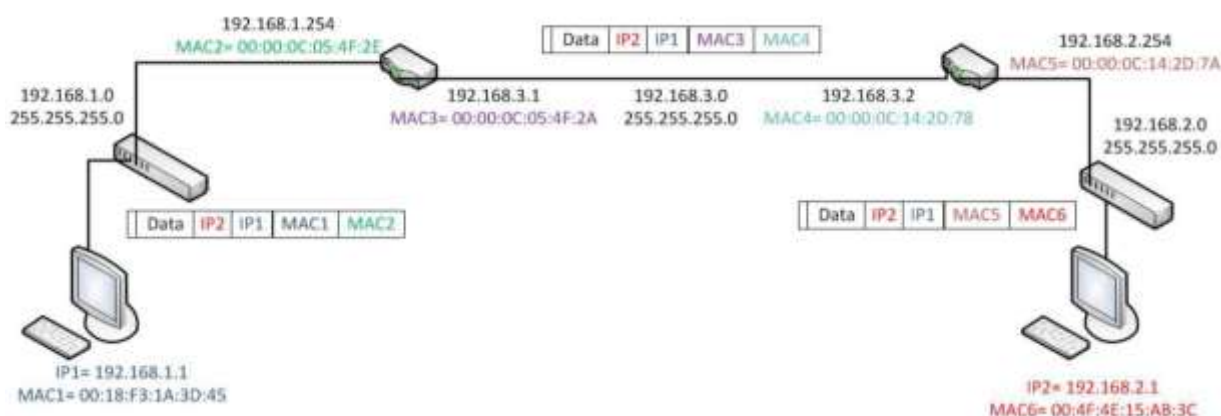 192.168.1.254
MAC2= 00:00:0C:05:4F:2E
Data IP2 IP1 MAC3 MAC4
192.168.2.254
MAC5= 00:00:0C:14:2D:7A
192.168.1.0
255.255.255.0
192.168.3.1
MAC3= 00:00:0C:05:4F:2A
192.168.3.0
255.255.255.0
192.168.3.2
MAC4= 00:00:0C:14:2D:78
192.168.2.0
255.255.255.0
Data IP2 IP1 MAC1 MAC2
Data IP2 IP1 MAC5 MAC6
IP1= 192.168.1.1
MAC1= 00:18:F3:1A:3D:45
IP2= 192.168.2.1
MAC6= 00:4F:4E:15:AB:3C